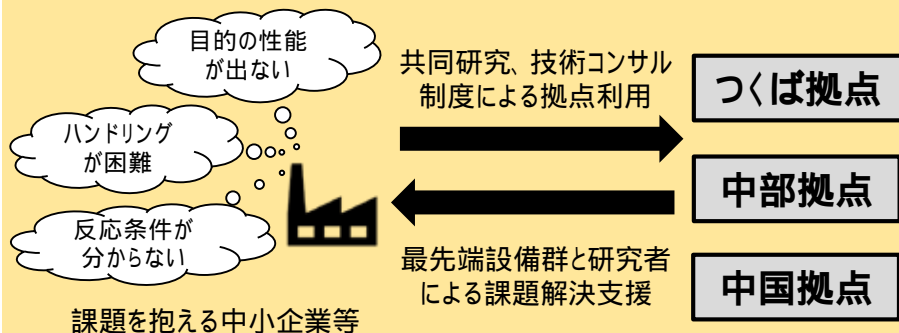 目的の性能
が出ない
ハンドリング
が困難
反応条件が
分からない
課題を抱える中小企業等
共同研究、技術コンサル
制度による拠点利用
最先端設備群と研究者
による課題解決支援
つくば拠点
中部拠点
中国拠点